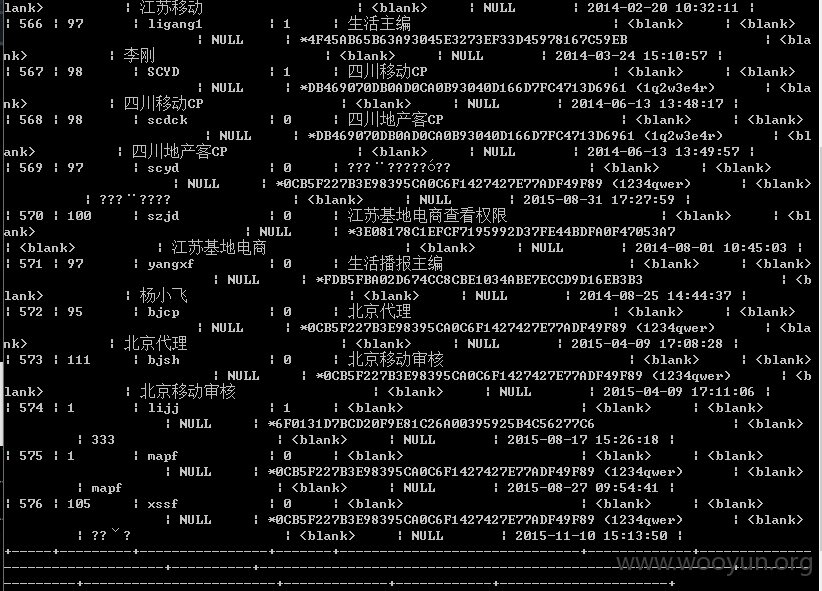 lank> | 江苏移动 | <blank> | NULL | 2014-02-20 10:32:11 |
| 566 | 97 | ligang1 | 1 | 生活主编 | <blank> | <blank>
| NULL | *4F45AB65B63A93045E3273EF33D45978167C59EB | <bla
nk> | 李刚 | <blank> | NULL | 2014-03-24 15:10:57 |
| 567 | 98 | SCYD | 1 | 四川移动CP | <blank> | <blank>
| NULL | *DB469070DB0AD0CA0B93040D166D7FC4713D6961 (1q2w3e4r) | <bla
nk> | 四川移动CP | <blank> | NULL | 2014-06-13 13:48:17 |
| 568 | 98 | scdck | 0 | 四川地产客CP | <blank> | <blank>
| NULL | *DB469070DB0AD0CA0B93040D166D7FC4713D6961 (1q2w3e4r) | <bl
ank> | 四川地产客CP | <blank> | NULL | 2014-06-13 13:49:57 |
| 569 | 97 | scyd | 0 | ???¨?????ó?? | <blank> | <blank>
| NULL | *0CB5F227B3E98395CA0C6F1427427E77ADF49F89 (1234qwer) | <blank>
| ???¨???? | <blank> | NULL | 2015-08-31 17:27:59 |
| 570 | 100 | szjd | 0 | 江苏基地电商查看权限 | <blank> | <bl
ank> | NULL | *3E08178C1EFCF7195992D37FE44BDFA0F47053A7
| <blank> | 江苏基地电商 | <blank> | NULL | 2014-08-01 10:45:03 |
| 571 | 97 | yangxf | 0 | 生活播报主编 | <blank> | <blank>
| NULL | *FDB5FBA02D674CC8CBE1034ABE7ECCD9D16EB3B3 | <b
lank> | 杨小飞 | <blank> | NULL | 2014-08-25 14:44:37 |
| 572 | 95 | bjcp | 0 | 北京代理 | <blank> | <blank>
| NULL | *0CB5F227B3E98395CA0C6F1427427E77ADF49F89 (1234qwer) | <bla
nk> | 北京代理 | <blank> | NULL | 2015-04-09 17:08:28 |
| 573 | 111 | bjsh | 0 | 北京移动审核 | <blank> | <blank>
| NULL | *0CB5F227B3E98395CA0C6F1427427E77ADF49F89 (1234qwer) | <b
lank> | 北京移动审核 | <blank> | NULL | 2015-04-09 17:11:06 |
| 574 | 1 | lijj | 1 | <blank> | <blank> | <blank>
| NULL | *6F0131D7BCD20F9E81C26A00395925B4C56277C6 | <blank>
| 333 | <blank> | NULL | 2015-08-17 15:26:18 |
| 575 | 1 | mapf | 0 | <blank> | <blank> | <blank>
| NULL | *0CB5F227B3E98395CA0C6F1427427E77ADF49F89 (1234qwer) | <blank>
| mapf | <blank> | NULL | 2015-08-27 09:54:41 |
| 576 | 105 | xssf | 0 | <blank> | <blank> | <blank>
| NULL | *0CB5F227B3E98395CA0C6F1427427E77ADF49F89 (1234qwer) | <blank>
| ??ˇ? | <blank> | NULL | 2015-11-10 15:13:50 |
www.wooyun.org